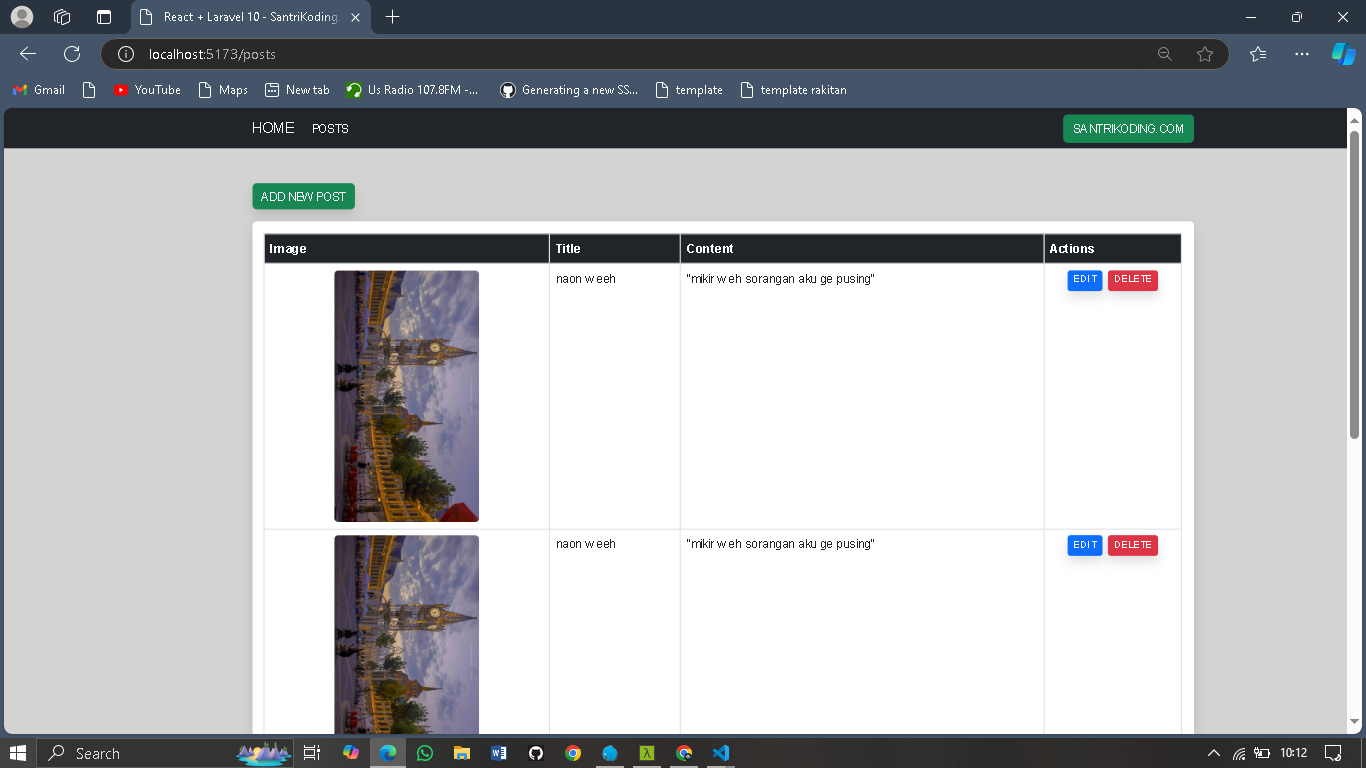 React + Laravel 10 - SantriKoding.
localhost:5173/posts
Gmail
YouTube
Maps
New tab
Us Radio 107.8FM -...
Generating a new SS...
template
template rakitan
HOME
POSTS
SANTRIKODING.COM
ADD NEW POST
Image
Title
Content
Actions
naon weeh
"mikir weh sorangan aku ge pusing"
EDIT
DELETE
naon weeh
"mikir weh sorangan aku ge pusing"
EDIT
DELETE
Search
10:12